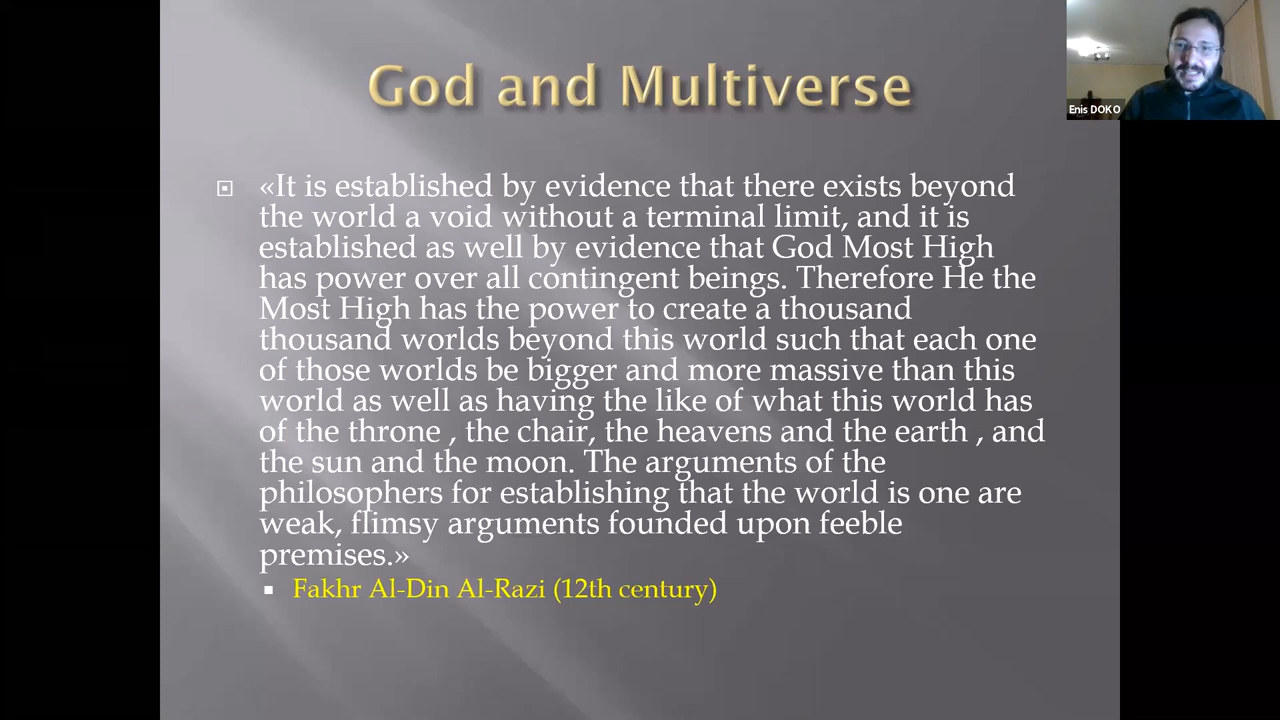 God and Multiverse
Enis DOKO
«It is established by evidence that there exists beyond
the world a void without a terminal limit, and it is
established as well by evidence that God Most High
has power over all contingent beings. Therefore He the
Most High has the power to create a thousand
thousand worlds beyond this world such that each one
of those worlds be bigger and more massive than this
world as well as having the like of what this world has
of the throne , the chair, the heavens and the earth , and
the sun and the moon. The arguments of the
philosophers for establishing that the world is one are
weak, flimsy arguments founded upon feeble
premises.»
Fakhr Al-Din Al-Razi (12th century)